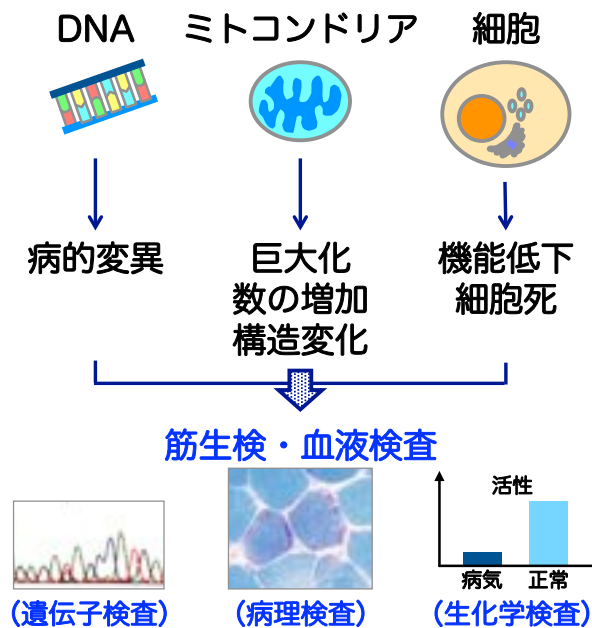 DNA
ミトコンドリア
細胞
病的変異
巨大化
数の増加
構造変化
機能低下
細胞死
筋生検・血液検査
活性
病気
正常
（遺伝子検査）
（病理検査）
（生化学検査）